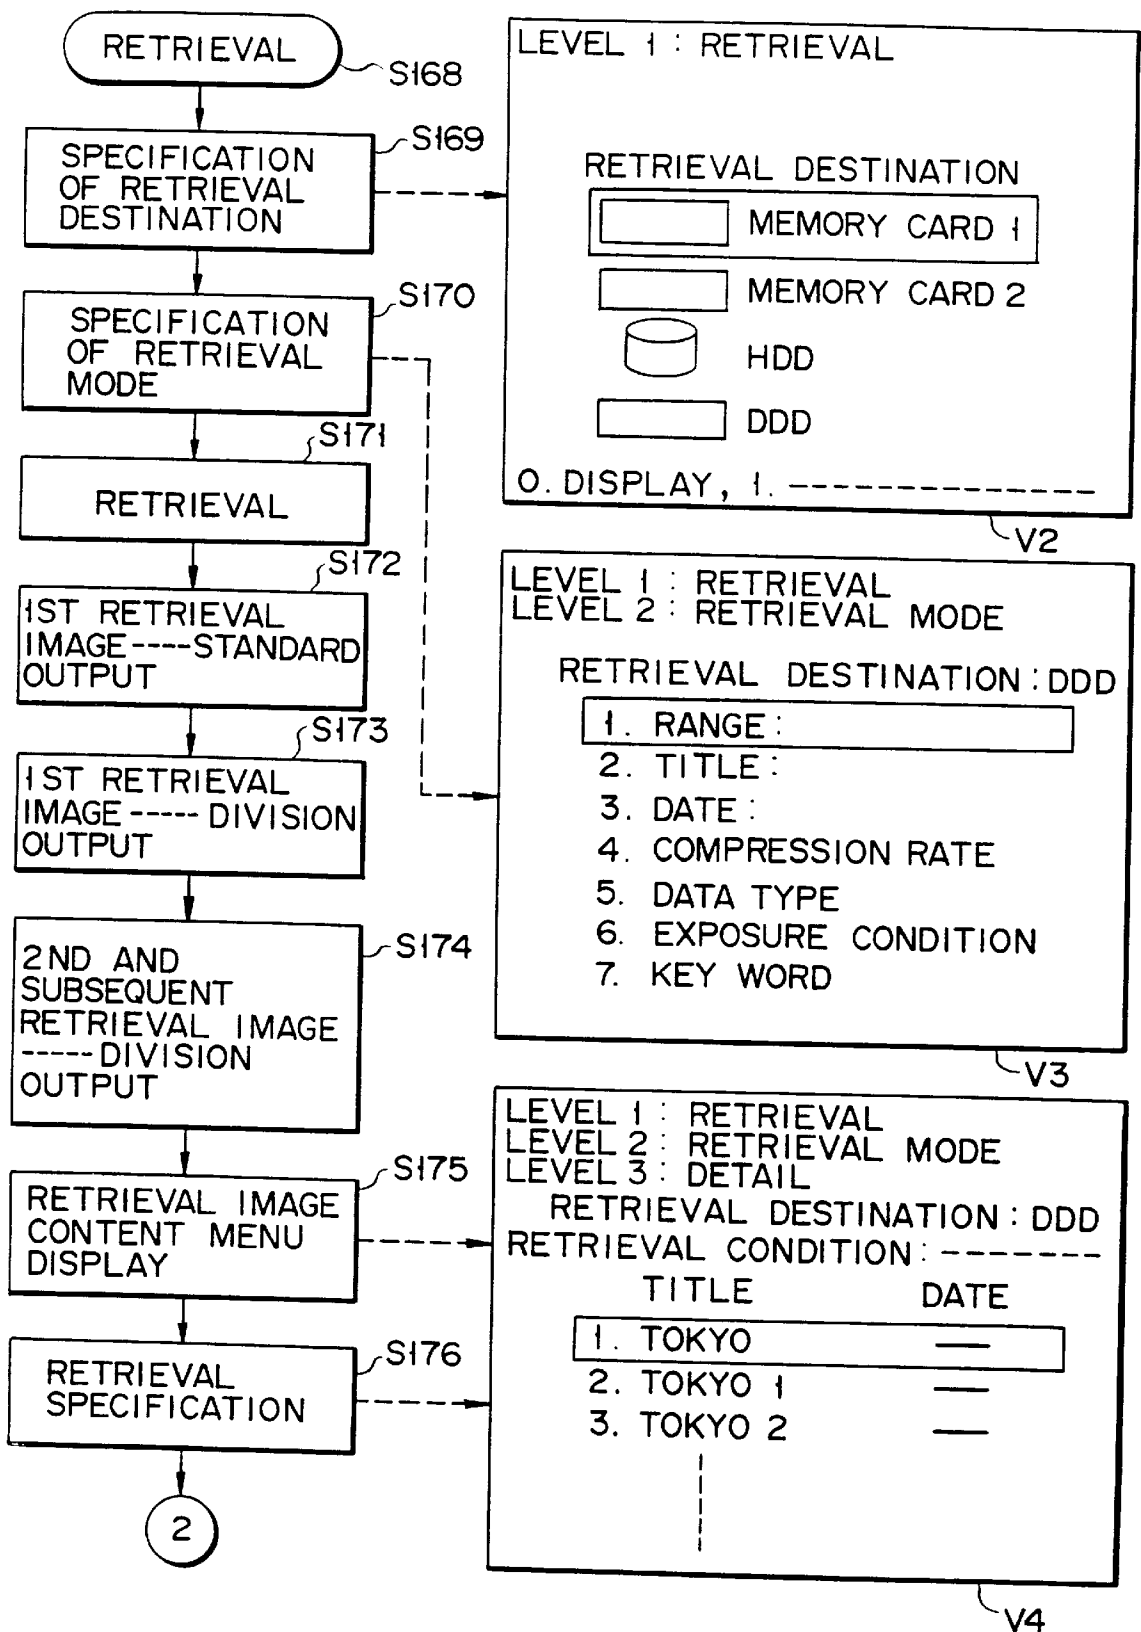 RETRIEVAL
S168
S169
SPECIFICATION
OF RETRIEVAL
DESTINATION
S170
SPECIFICATION
OF RETRIEVAL
MODE
S171
RETRIEVAL
S172
1ST RETRIEVAL
IMAGE----STANDARD
OUTPUT
S173
1ST RETRIEVAL
IMAGE-----DIVISION
OUTPUT
S174
2ND AND
SUBSEQUENT
RETRIEVAL IMAGE
-----DIVISION
OUTPUT
S175
RETRIEVAL IMAGE
CONTENT MENU
DISPLAY
S176
RETRIEVAL
SPECIFICATION
2
LEVEL 1 : RETRIEVAL
RETRIEVAL DESTINATION
MEMORY CARD 1
MEMORY CARD 2
HDD
DDD
0. DISPLAY, 1. ---------------
V2
LEVEL 1 : RETRIEVAL
LEVEL 2 : RETRIEVAL MODE
RETRIEVAL DESTINATION : DDD
1. RANGE :
2. TITLE :
3. DATE :
4. COMPRESSION RATE
5. DATA TYPE
6. EXPOSURE CONDITION
7. KEY WORD
V3
LEVEL 1 : RETRIEVAL
LEVEL 2 : RETRIEVAL MODE
LEVEL 3 : DETAIL
RETRIEVAL DESTINATION : DDD
RETRIEVAL CONDITION : -------
TITLE DATE
1. TOKYO —
2. TOKYO 1 —
3. TOKYO 2 —
V4